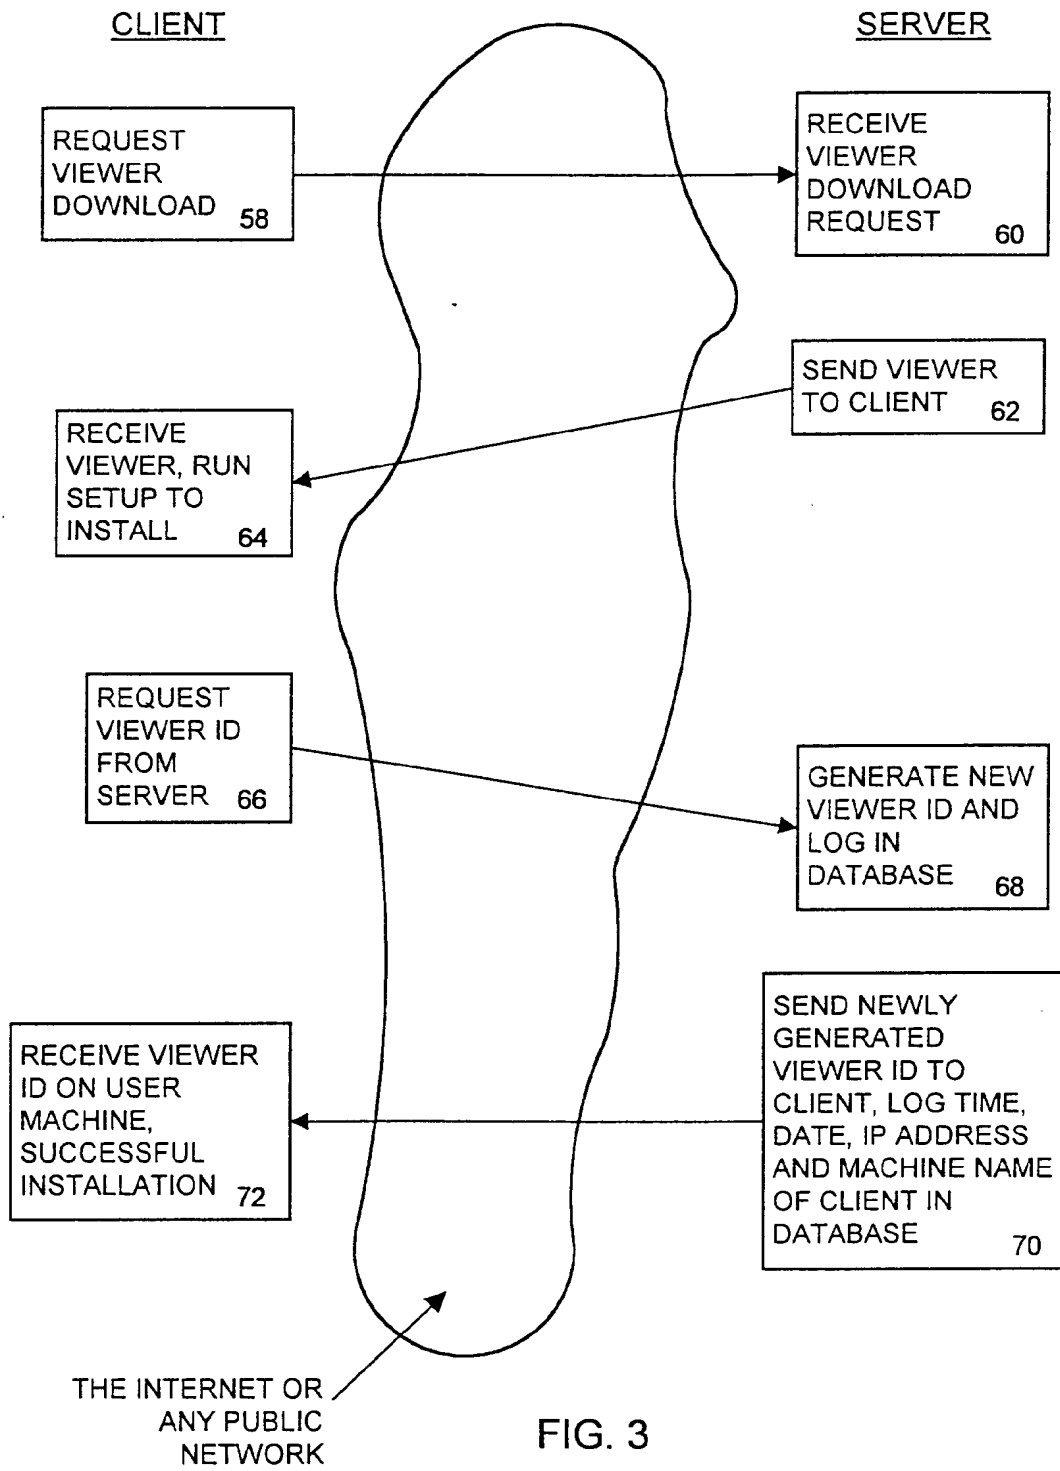 CLIENT
SERVER
REQUEST
VIEWER
DOWNLOAD
58
RECEIVE
VIEWER
DOWNLOAD
REQUEST
60
SEND VIEWER
TO CLIENT
62
RECEIVE
VIEWER, RUN
SETUP TO
INSTALL
64
REQUEST
VIEWER ID
FROM
SERVER
66
GENERATE NEW
VIEWER ID AND
LOG IN
DATABASE
68
SEND NEWLY
GENERATED
VIEWER ID TO
CLIENT, LOG TIME,
DATE, IP ADDRESS
AND MACHINE NAME
OF CLIENT IN
DATABASE
70
RECEIVE VIEWER
ID ON USER
MACHINE,
SUCCESSFUL
INSTALLATION
72
THE INTERNET OR
ANY PUBLIC
NETWORK
FIG. 3